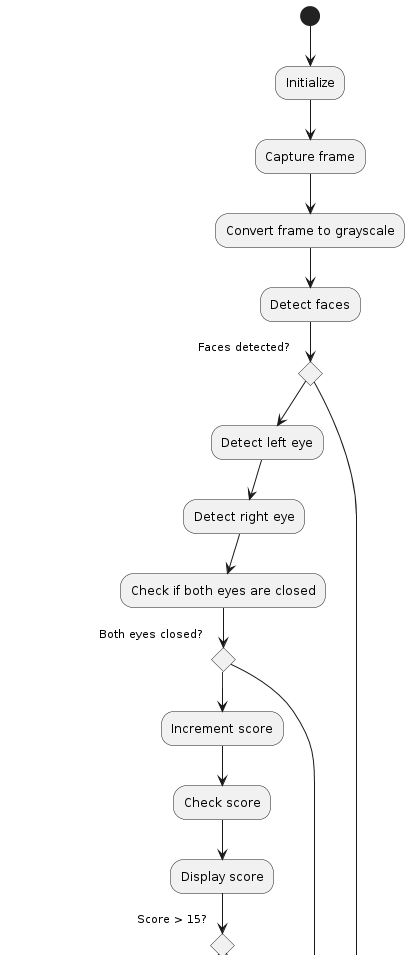 Initialize
Capture frame
Convert frame to grayscale
Detect faces
Faces detected?
Detect left eye
Detect right eye
Check if both eyes are closed
Both eyes closed?
Increment score
Check score
Display score
Score > 15?